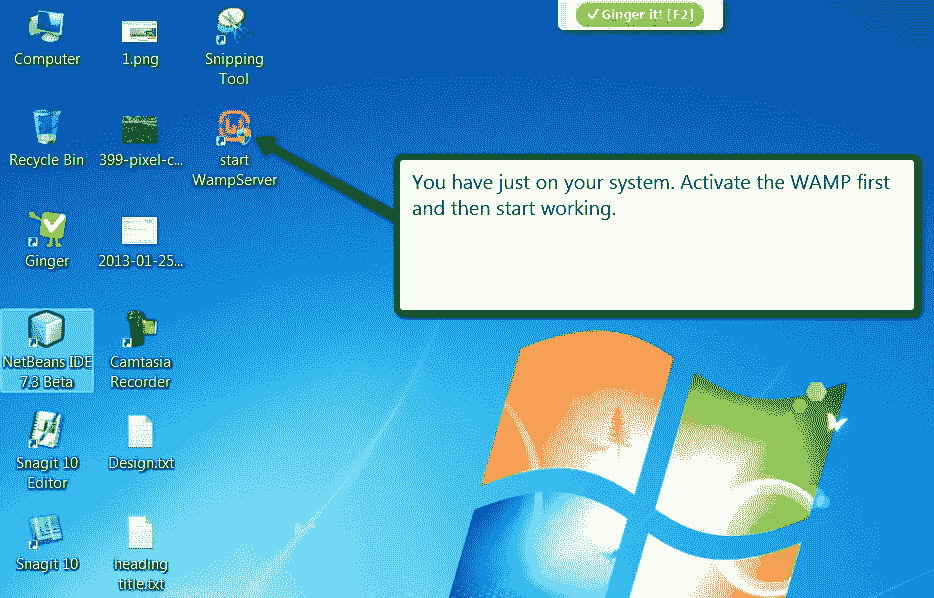 ✓ Ginger it! [F2]
Computer
1.png
Snipping
Tool
Recycle Bin
399-pixel-c...
start
WampServer
You have just on your system. Activate the WAMP first
and then start working.
Ginger
2013-01-25...
NetBeans IDE
7.3 Beta
Camtasia
Recorder
Snagit 10
Editor
Design.txt
Snagit 10
heading
title.txt